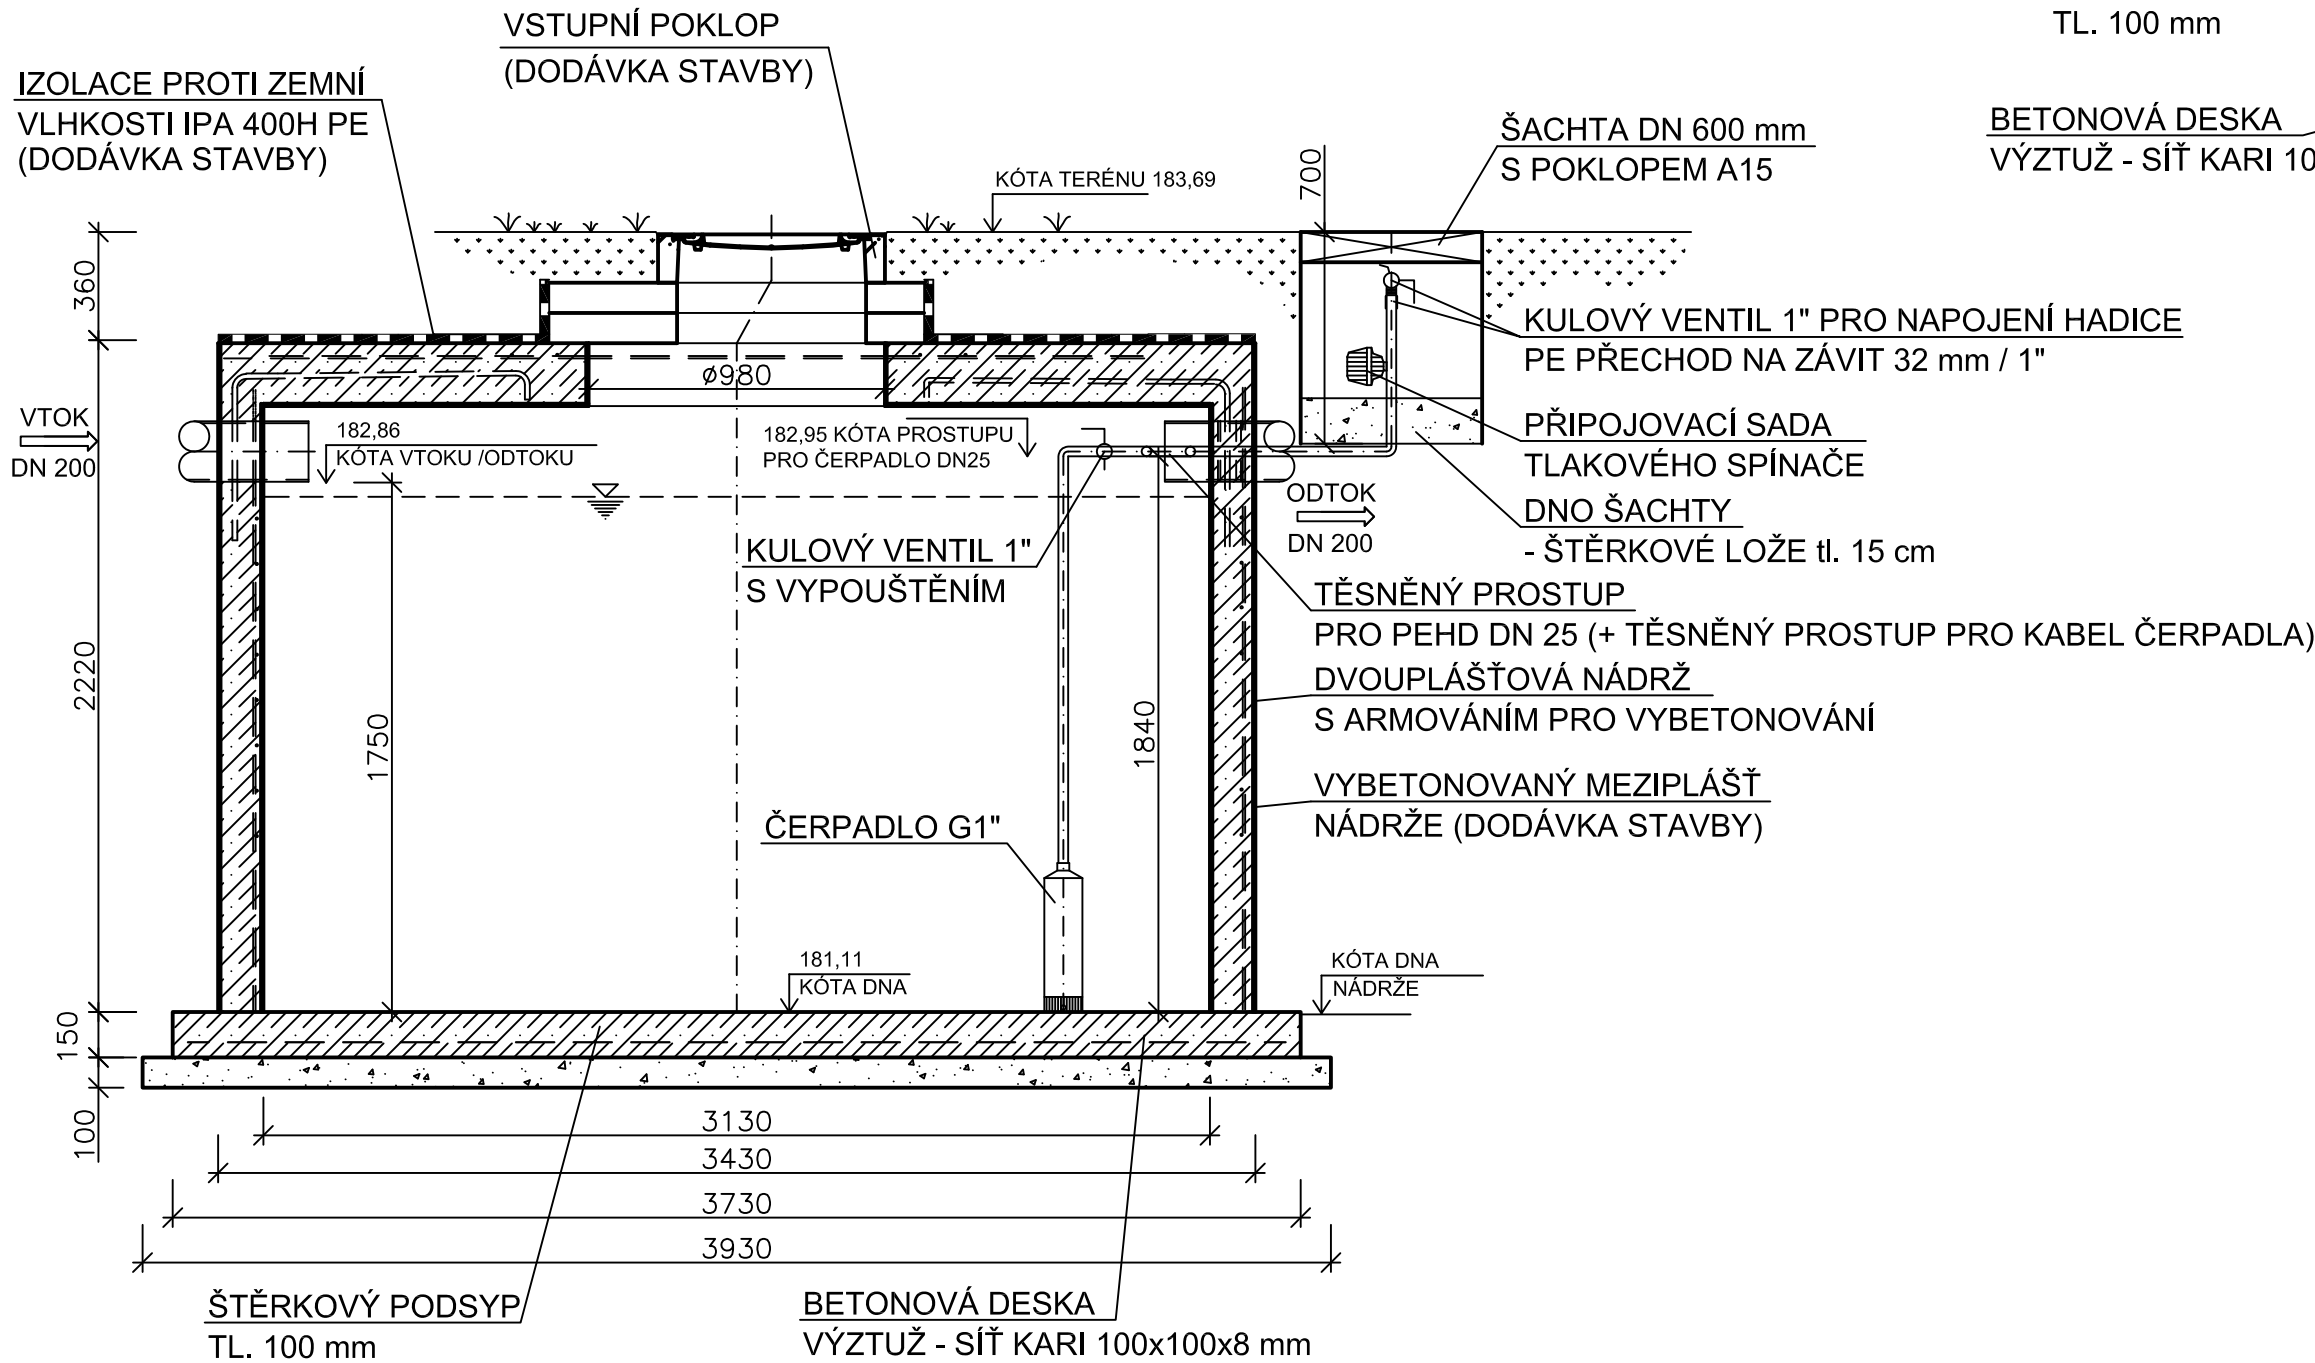 VSTUPNÍ POKLOP
(DODÁVKA STAVBY)
TL. 100 mm
IZOLACE PROTI ZEMNÍ
VLHKOSTI IPA 400H PE
(DODÁVKA STAVBY)
BETONOVÁ DESKA
VÝZTUŽ - SÍŤ KARI 10
ŠACHTA DN 600 mm
S POKLOPEM A15
KÓTA TERÉNU 183,69
700
360
KULOVÝ VENTIL 1" PRO NAPOJENÍ HADICE
PE PŘECHOD NA ZÁVIT 32 mm / 1"
ø980
VTOK
DN 200
182,86
KÓTA VTOKU /ODTOKU
182,95 KÓTA PROSTUPU
PRO ČERPADLO DN25
PŘIPOJOVACÍ SADA
TLAKOVÉHO SPÍNAČE
ODTOK
DN 200
DNO ŠACHTY
- ŠTĚRKOVÉ LOŽE tl. 15 cm
KULOVÝ VENTIL 1"
S VYPOUŠTĚNÍM
TĚSNĚNÝ PROSTUP
PRO PEHD DN 25 (+ TĚSNĚNÝ PROSTUP PRO KABEL ČERPADLA)
2220
1750
1840
DVOUPLÁŠŤOVÁ NÁDRŽ
S ARMOVÁNÍM PRO VYBETONOVÁNÍ
VYBETONOVANÝ MEZIPLÁŠŤ
NÁDRŽE (DODÁVKA STAVBY)
ČERPADLO G1"
181,11
KÓTA DNA
KÓTA DNA
NÁDRŽE
150
100
3130
3430
3730
3930
ŠTĚRKOVÝ PODSYP
TL. 100 mm
BETONOVÁ DESKA
VÝZTUŽ - SÍŤ KARI 100x100x8 mm